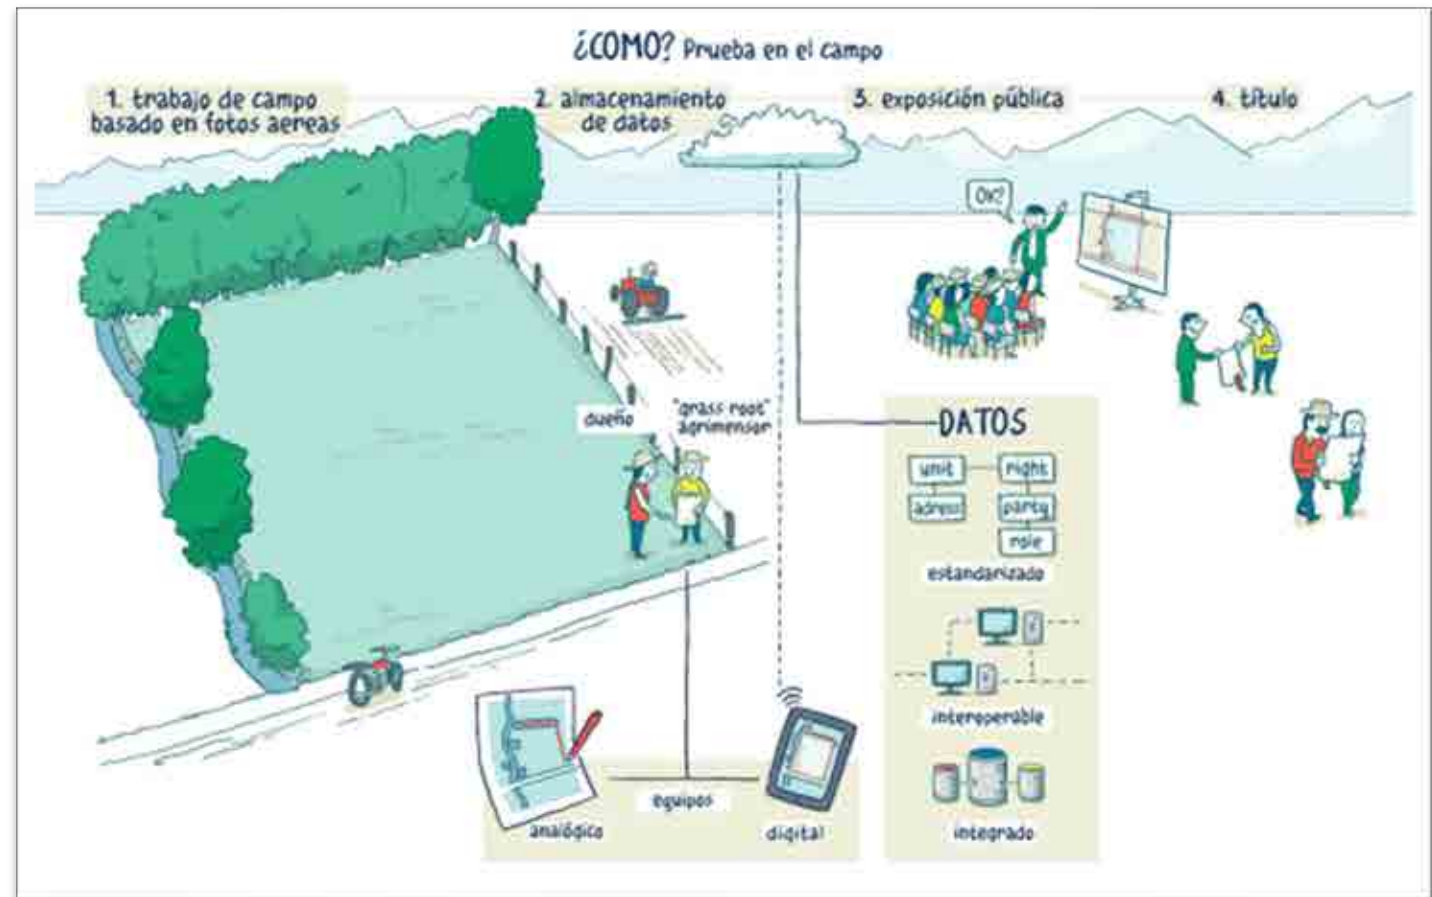 ¿COMO? Prueba en el campo
1. trabajo de campo
basado en fotos aereas
2. almacenamiento
de datos
3. exposición pública
4. título
OK?
dueño
"grass root"
agrimensor
DATOS
unit
right
adress
party
role
estandarizado
interoperable
integrado
equipos
analógico
digital